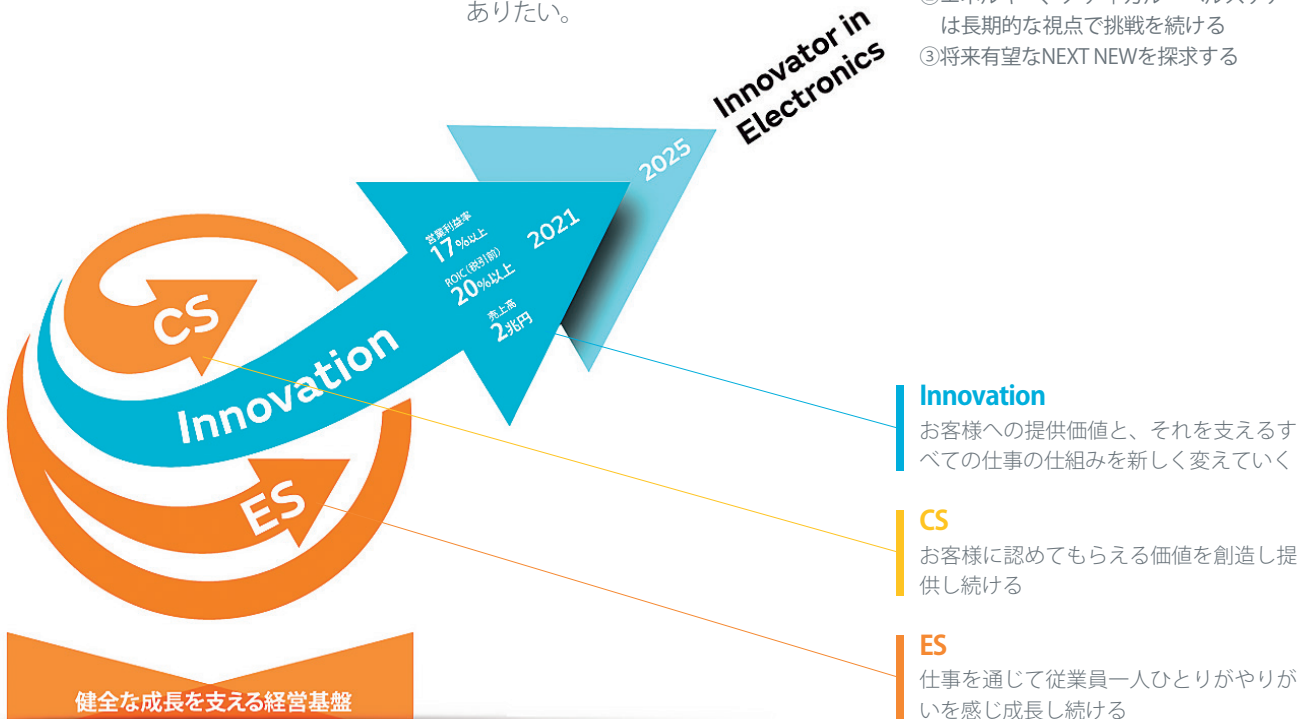 ありたい。
は長期的な視点で挑戦を続ける
③将来有望なNEXT NEWを探求する
Innovator in
Electronics
2025
2021
営業利益率
17%以上
ROIC(税引前)
20%以上
売上高
2兆円
CS
Innovation
ES
健全な成長を支える経営基盤
Innovation
お客様への提供価値と、それを支えるす
べての仕事の仕組みを新しく変えていく
CS
お客様に認めてもらえる価値を創造し提
供し続ける
ES
仕事を通じて従業員一人ひとりがやりが
いを感じ成長し続ける